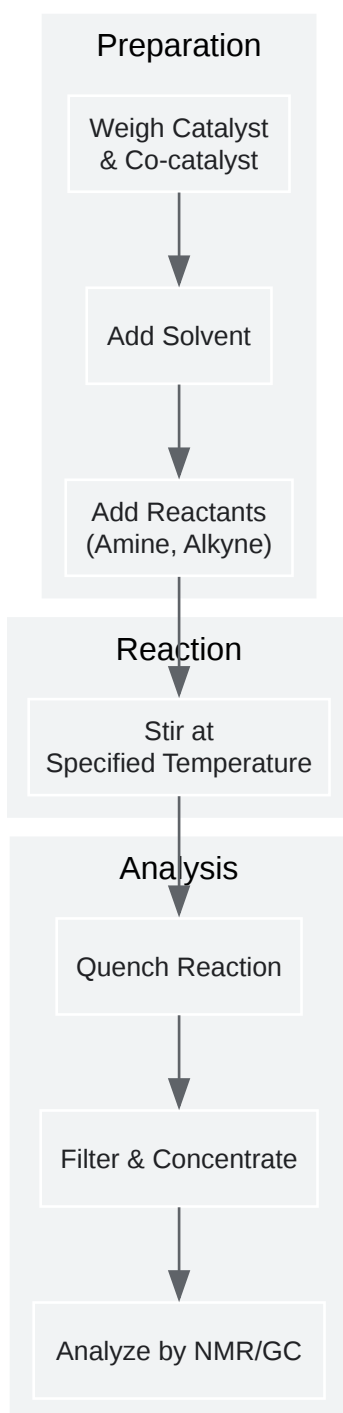 Preparation
Weigh Catalyst
& Co-catalyst
Add Solvent
Add Reactants
(Amine, Alkyne)
Reaction
Stir at
Specified Temperature
Analysis
Quench Reaction
Filter & Concentrate
Analyze by NMR/GC